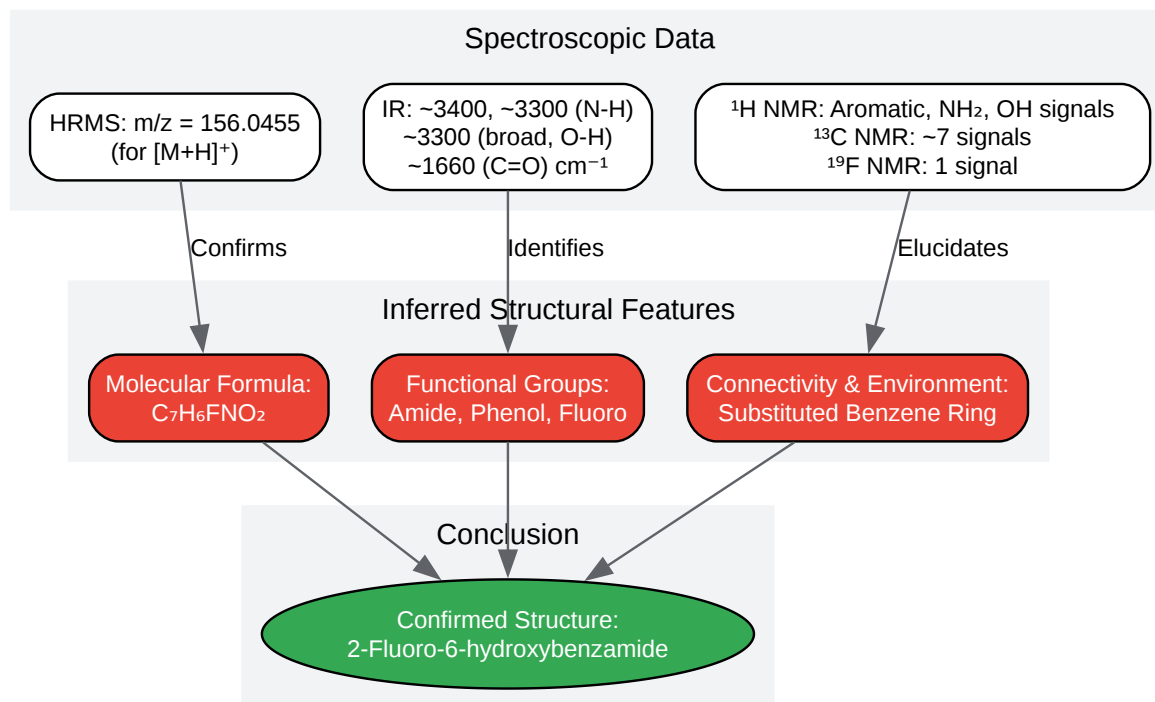 Spectroscopic Data
HRMS: m/z = 156.0455
(for [M+H]⁺)
IR: ~3400, ~3300 (N-H)
~3300 (broad, O-H)
~1660 (C=O) cm⁻¹
¹H NMR: Aromatic, NH₂, OH signals
¹³C NMR: ~7 signals
¹⁹F NMR: 1 signal
Confirms
Identifies
Elucidates
Inferred Structural Features
Molecular Formula:
C₇H₆FNO₂
Functional Groups:
Amide, Phenol, Fluoro
Connectivity & Environment:
Substituted Benzene Ring
Conclusion
Confirmed Structure:
2-Fluoro-6-hydroxybenzamide